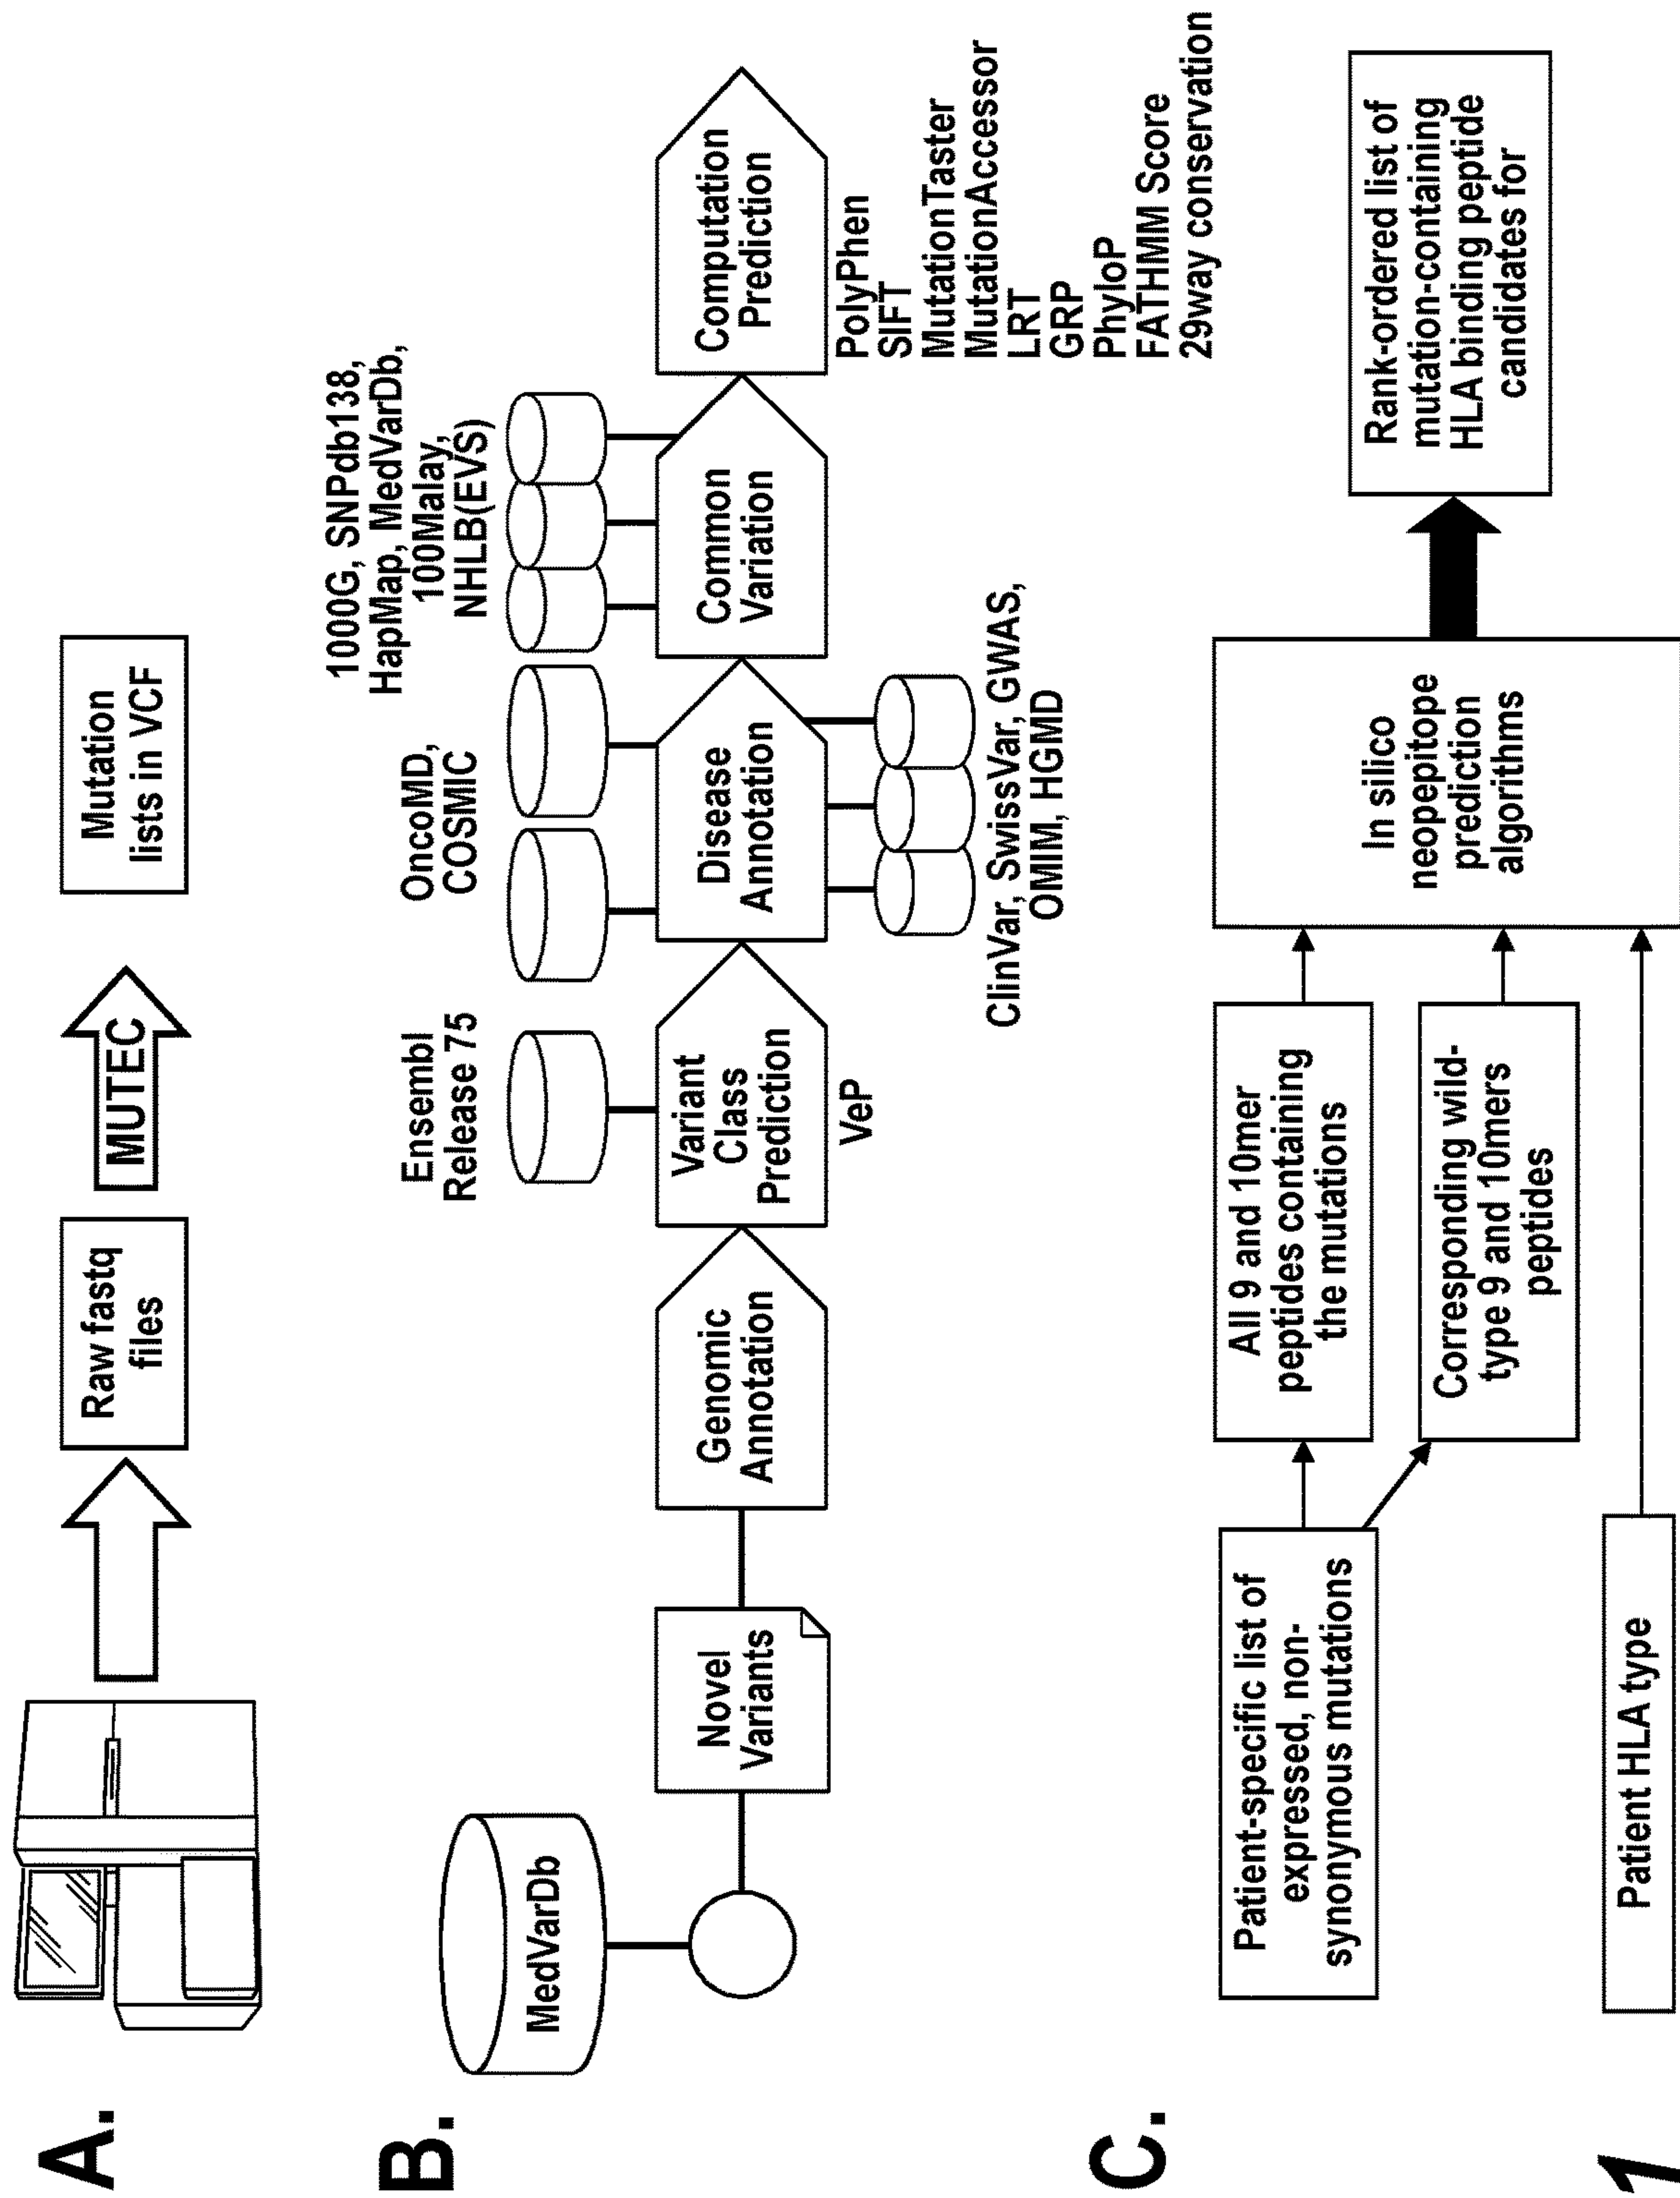 A.
Raw fastq
files
MUTEC
Mutation
lists in VCF
B.
MedVarDb
Novel
Variants
Genomic
Annotation
Ensembl
Release 75
Variant
Class
Prediction
VeP
OncoMD,
COSMIC
Disease
Annotation
ClinVar, SwissVar, GWAS,
OMIM, HGMD
1000G, SNPdb138,
HapMap, MedVarDb,
100Malay,
NHLB(EVS)
Common
Variation
Computation
Prediction
PolyPhen
SIFT
MutationTaster
MutationAccessor
LRT
GRP
PhyloP
FATHMM Score
29way conservation
C.
Patient-specific list of
expressed, non-
synonymous mutations
All 9 and 10mer
peptides containing
the mutations
Corresponding wild-
type 9 and 10mers
peptides
Patient HLA type
In silico
neopepitope
prediction
algorithms
Rank-ordered list of
mutation-containing
HLA binding peptide
candidates for
1